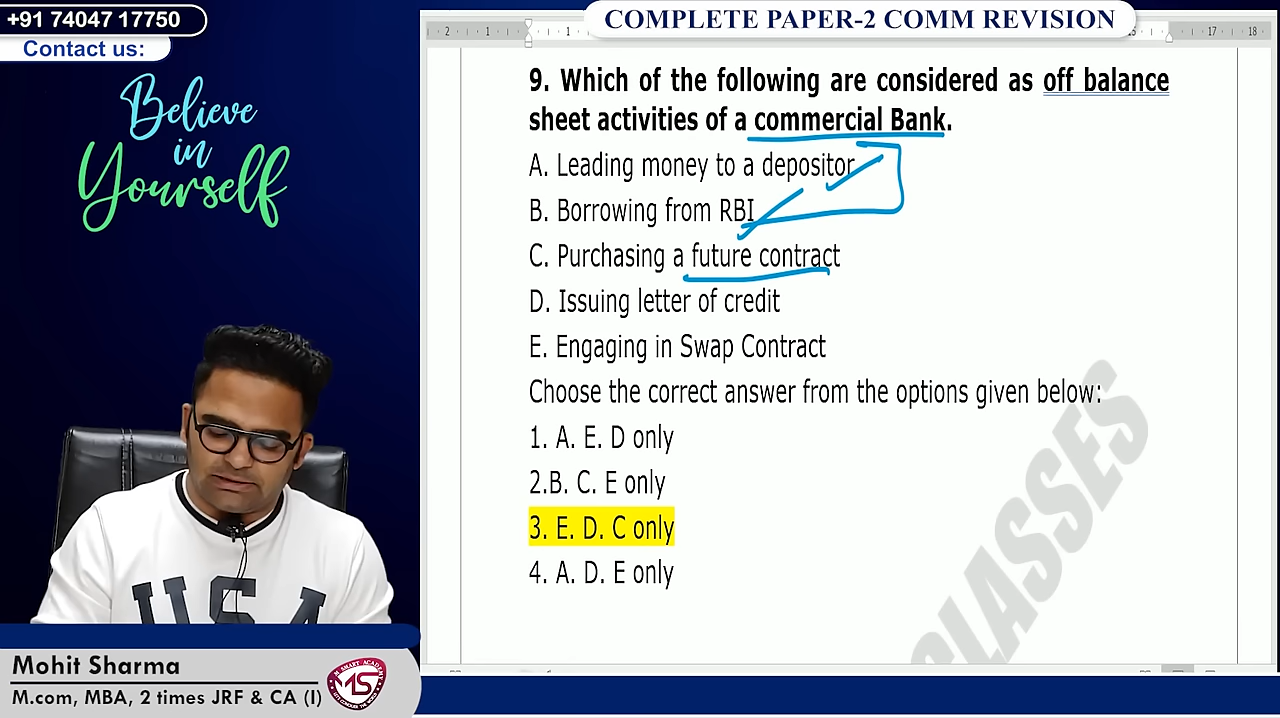 +91 74047 17750
Contact us:
COMPLETE PAPER-2 COMM REVISION
Believe
in
Yourself
9. Which of the following are considered as off balance
sheet activities of a commercial Bank.
A. Leading money to a depositor
B. Borrowing from RBI
C. Purchasing a future contract
D. Issuing letter of credit
E. Engaging in Swap Contract
Choose the correct answer from the options given below:
1. A. E. D only
2.B. C. E only
3. E. D. C only
4. A. D. E only
CLASSES
USA
Mohit Sharma
M.com, MBA, 2 times JRF & CA (I)